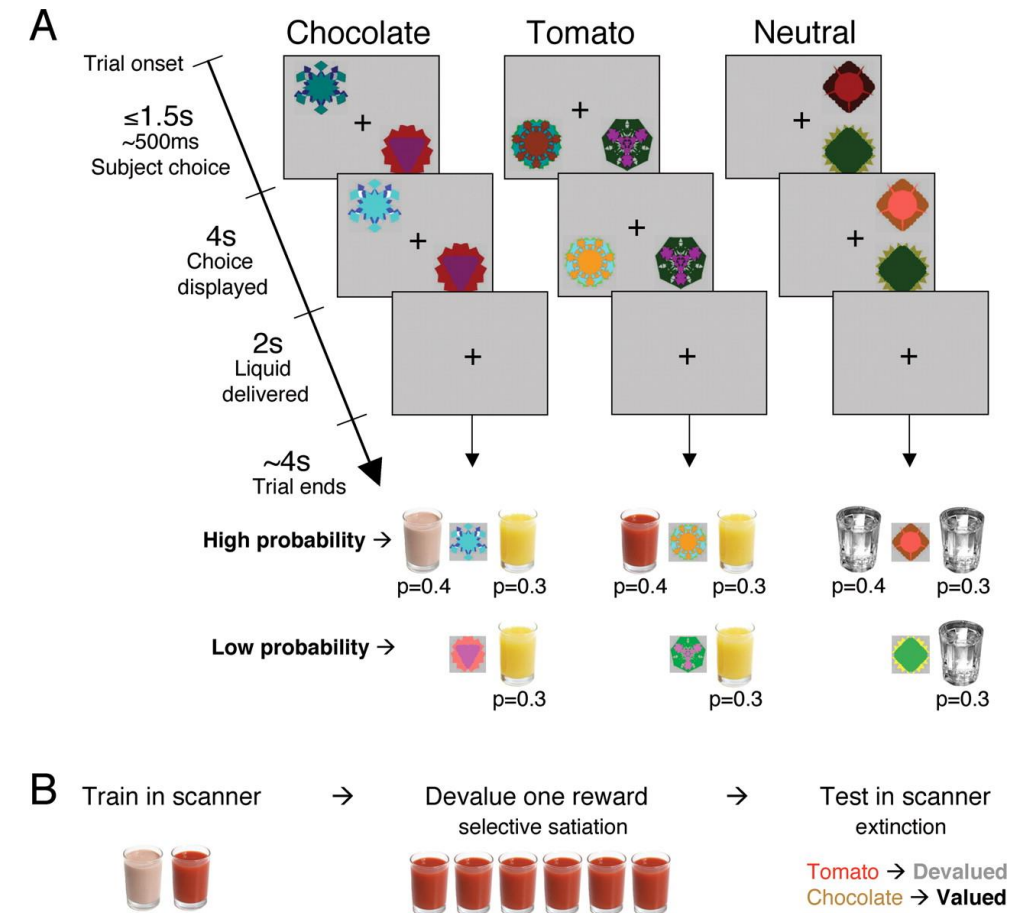 A
Chocolate Tomato Neutral
Trial onset
≤1.5s
~500ms
Subject choice
4s
Choice
displayed
2s
Liquid
delivered
~4s
Trial ends
High probability →
p=0.4 p=0.3 p=0.4 p=0.3 p=0.4 p=0.3
Low probability →
p=0.3 p=0.3 p=0.3
B
Train in scanner → Devalue one reward → Test in scanner
selective satiation extinction
Tomato → Devalued
Chocolate → Valued